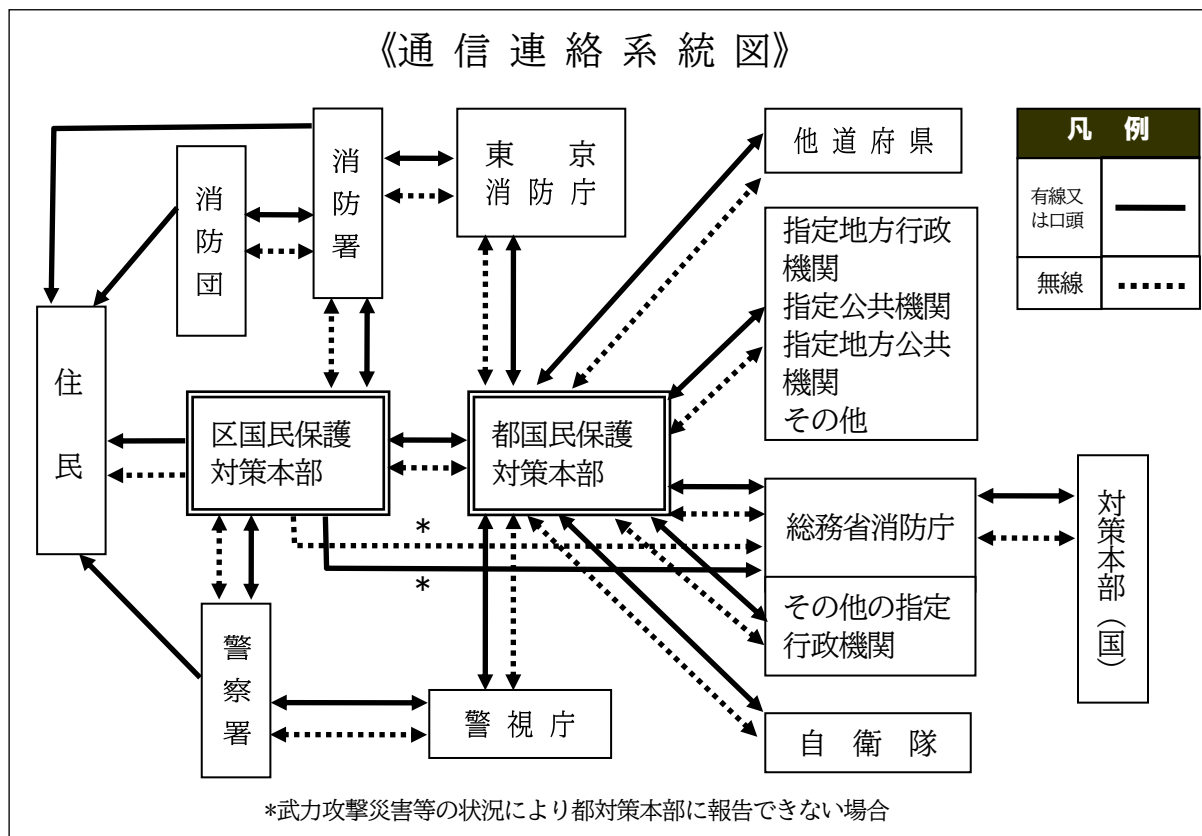 《通信連絡系統図》
消防署
東京
消防庁
他道府県
凡例
有線又
は口頭
無線
消防団
指定地方行政
機関
指定公共機関
指定地方公共
機関
その他
住民
区国民保護
対策本部
都国民保護
対策本部
総務省消防庁
対策本部（国）
*
*
その他の指定
行政機関
警察署
警視庁
自衛隊
*武力攻撃災害等の状況により都対策本部に報告できない場合